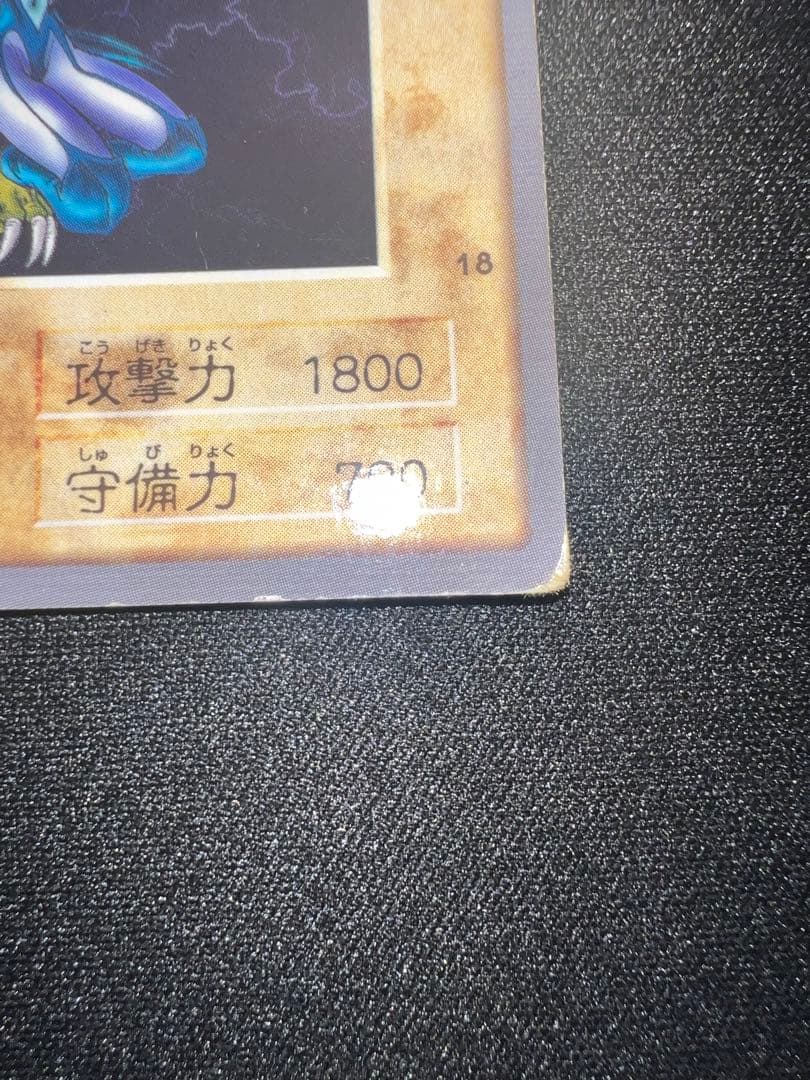 18
こう げき りょく
攻撃力 1800
しゅ び りょく
守備力